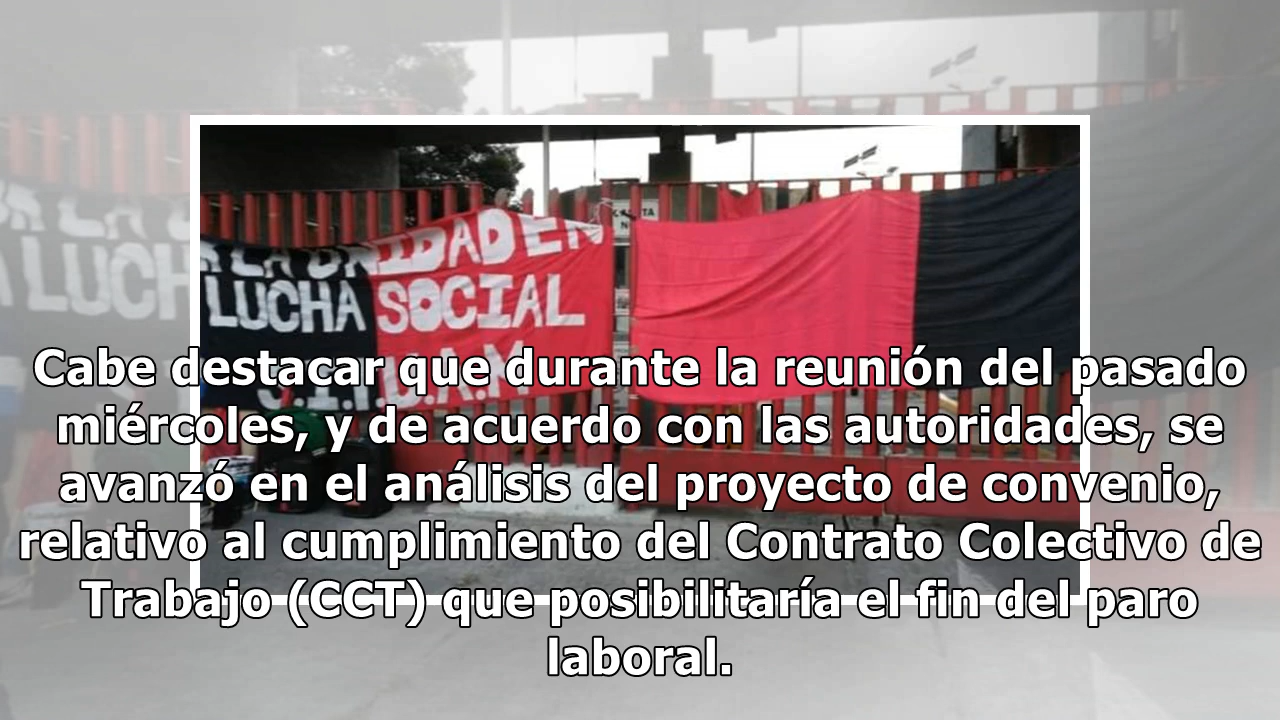 UNIDAD EN
LUCHA SOCIAL
Cabe destacar que durante la reunión del pasado
miércoles, y de acuerdo con las autoridades, se
avanzó en el análisis del proyecto de convenio,
relativo al cumplimiento del Contrato Colectivo de
Trabajo (CCT) que posibilitaría el fin del paro
laboral.